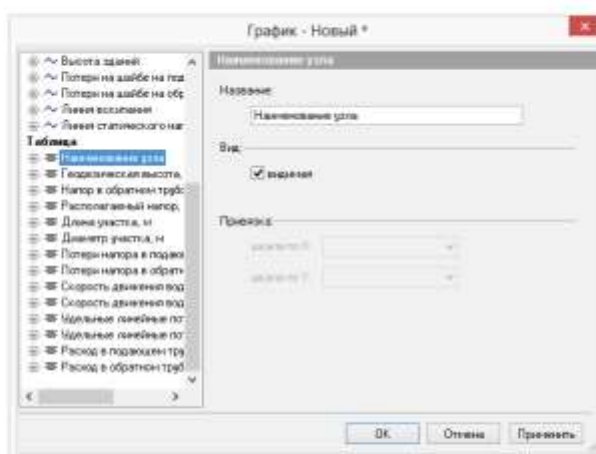 График - Новый *
Высота зданий
Потери на шайбе на под
Потери на шайбе на обр
Линия вскипания
Линия статического нап
Таблица
Наименование узла
Геодезическая высота,
Напор в обратном трубо
Располагаемый напор,
Длина участка, м
Диаметр участка, м
Потери напора в подающ
Потери напора в обратн
Скорость движения вод
Скорость движения вод
Удельные линейные по
Удельные линейные по
Расход в подающем тру
Расход в обратном труб
Наименование узла
Название:
Наименование узла
Вид:
видимая
Привязка:
ОК
Отмена
Применить